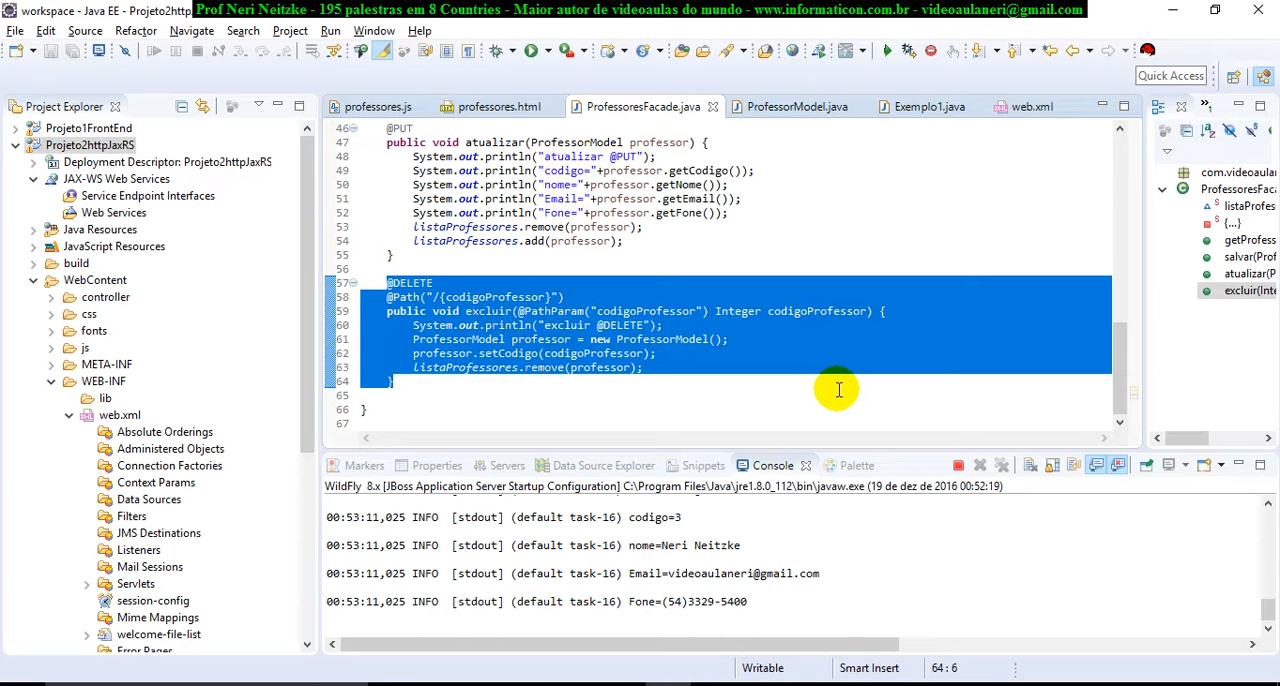 workspace - Java EE - Projeto2http
Prof Neri Neitzke - 195 palestras em 8 Countries - Maior autor de videoaulas do mundo - www.informaticon.com.br - videoaulaneri@gmail.com
File Edit Source Refactor Navigate Search Project Run Window Help
Quick Access
Project Explorer
professores.js professores.html ProfessoresFacade.java ProfessorModel.java Exemplo1.java web.xml
Projeto1FrontEnd
Projeto2httpJaxRS
Deployment Descriptor: Projeto2httpJaxRS
JAX-WS Web Services
Service Endpoint Interfaces
Web Services
Java Resources
JavaScript Resources
build
WebContent
controller
css
fonts
js
META-INF
WEB-INF
lib
web.xml
Absolute Orderings
Administered Objects
Connection Factories
Context Params
Data Sources
Filters
JMS Destinations
Listeners
Mail Sessions
Servlets
session-config
Mime Mappings
welcome-file-list
Error Pages
46 @PUT
47 public void atualizar(ProfessorModel professor) {
48 System.out.println("atualizar @PUT");
49 System.out.println("codigo="+professor.getCodigo());
50 System.out.println("nome="+professor.getNome());
51 System.out.println("Email="+professor.getEmail());
52 System.out.println("Fone="+professor.getFone());
53 listaProfessores.remove(professor);
54 listaProfessores.add(professor);
55 }
56
57 @DELETE
58 @Path("/{codigoProfessor}")
59 public void excluir(@PathParam("codigoProfessor") Integer codigoProfessor) {
60 System.out.println("excluir @DELETE");
61 ProfessorModel professor = new ProfessorModel();
62 professor.setCodigo(codigoProfessor);
63 listaProfessores.remove(professor);
64 }
65
66 }
67
com.videoaula
ProfessoresFaca
listaProfes
{...}
getProfess
salvar(Prof
atualizar(P
excluir(Inte
Markers Properties Servers Data Source Explorer Snippets Console Palette
WildFly 8.x [JBoss Application Server Startup Configuration] C:\Program Files\Java\jre1.8.0_112\bin\javaw.exe (19 de dez de 2016 00:52:19)
00:53:11,025 INFO [stdout] (default task-16) codigo=3
00:53:11,025 INFO [stdout] (default task-16) nome=Neri Neitzke
00:53:11,025 INFO [stdout] (default task-16) Email=videoaulaneri@gmail.com
00:53:11,025 INFO [stdout] (default task-16) Fone=(54)3329-5400
Writable Smart Insert 64 : 6